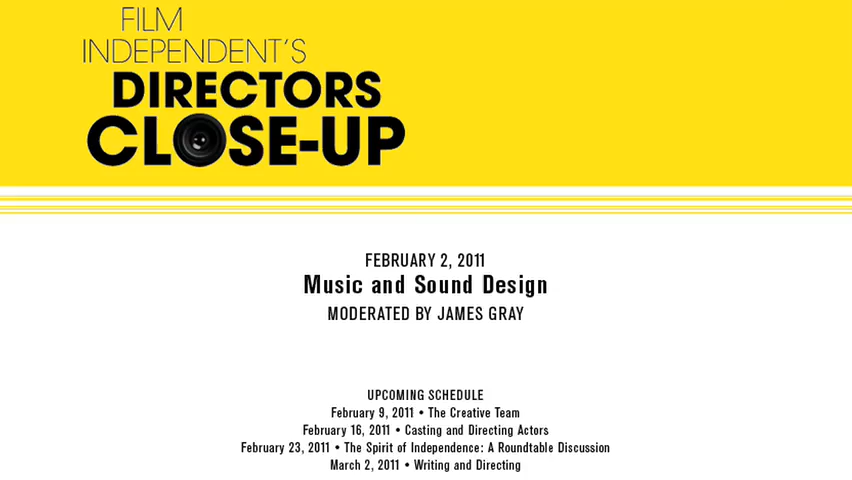 FILM
INDEPENDENT'S
DIRECTORS
CLOSE-UP
FEBRUARY 2, 2011
Music and Sound Design
MODERATED BY JAMES GRAY
UPCOMING SCHEDULE
February 9, 2011 • The Creative Team
February 16, 2011 • Casting and Directing Actors
February 23, 2011 • The Spirit of Independence: A Roundtable Discussion
March 2, 2011 • Writing and Directing